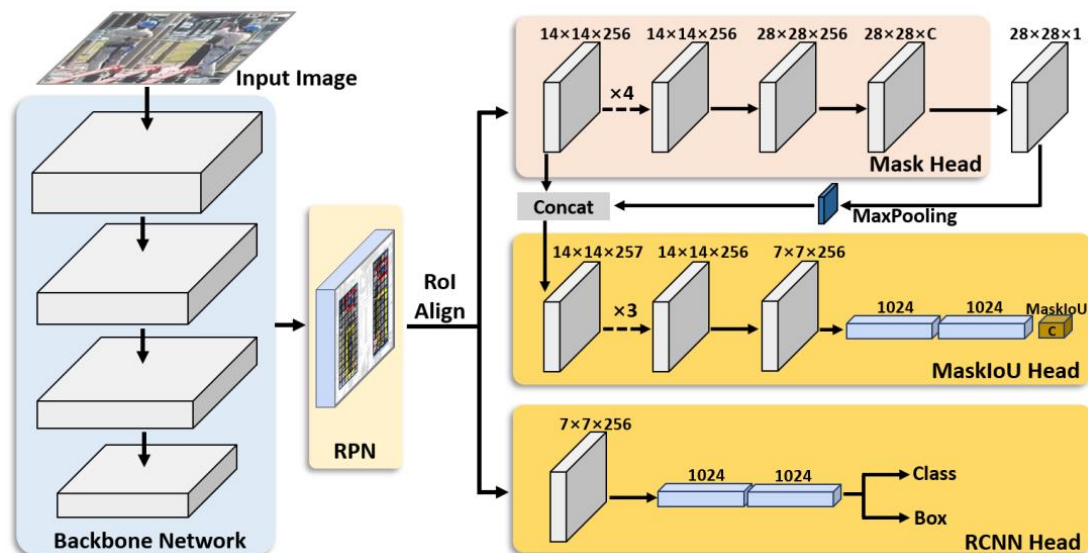 Input Image
Backbone Network
RPN
RoI
Align
14×14×256
14×14×256
28×28×256
28×28×C
28×28×1
×4
Mask Head
Concat
MaxPooling
14×14×257
14×14×256
7×7×256
×3
1024
1024
MaskIoU
C
MaskIoU Head
7×7×256
1024
1024
Class
Box
RCNN Head